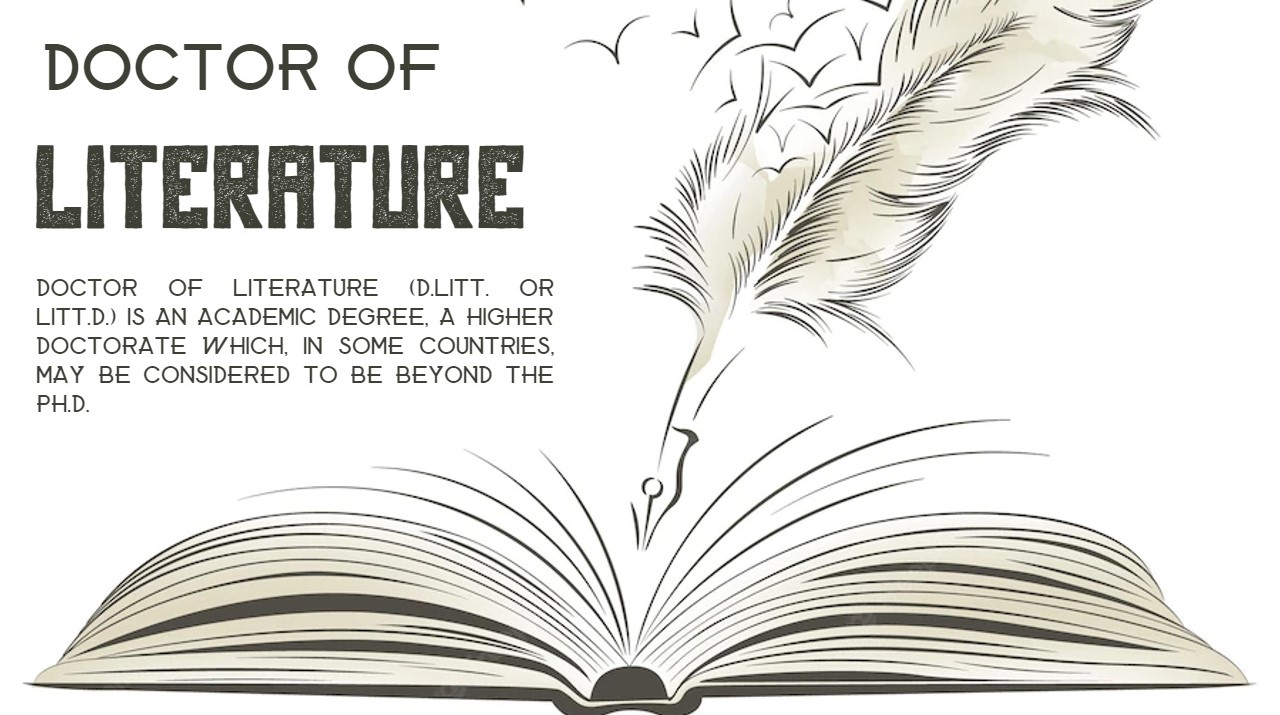 DOCTOR OF
LITERATURE
DOCTOR OF LITERATURE (D.LITT. OR
LITT.D.) IS AN ACADEMIC DEGREE, A HIGHER
DOCTORATE WHICH, IN SOME COUNTRIES,
MAY BE CONSIDERED TO BE BEYOND THE
PH.D.